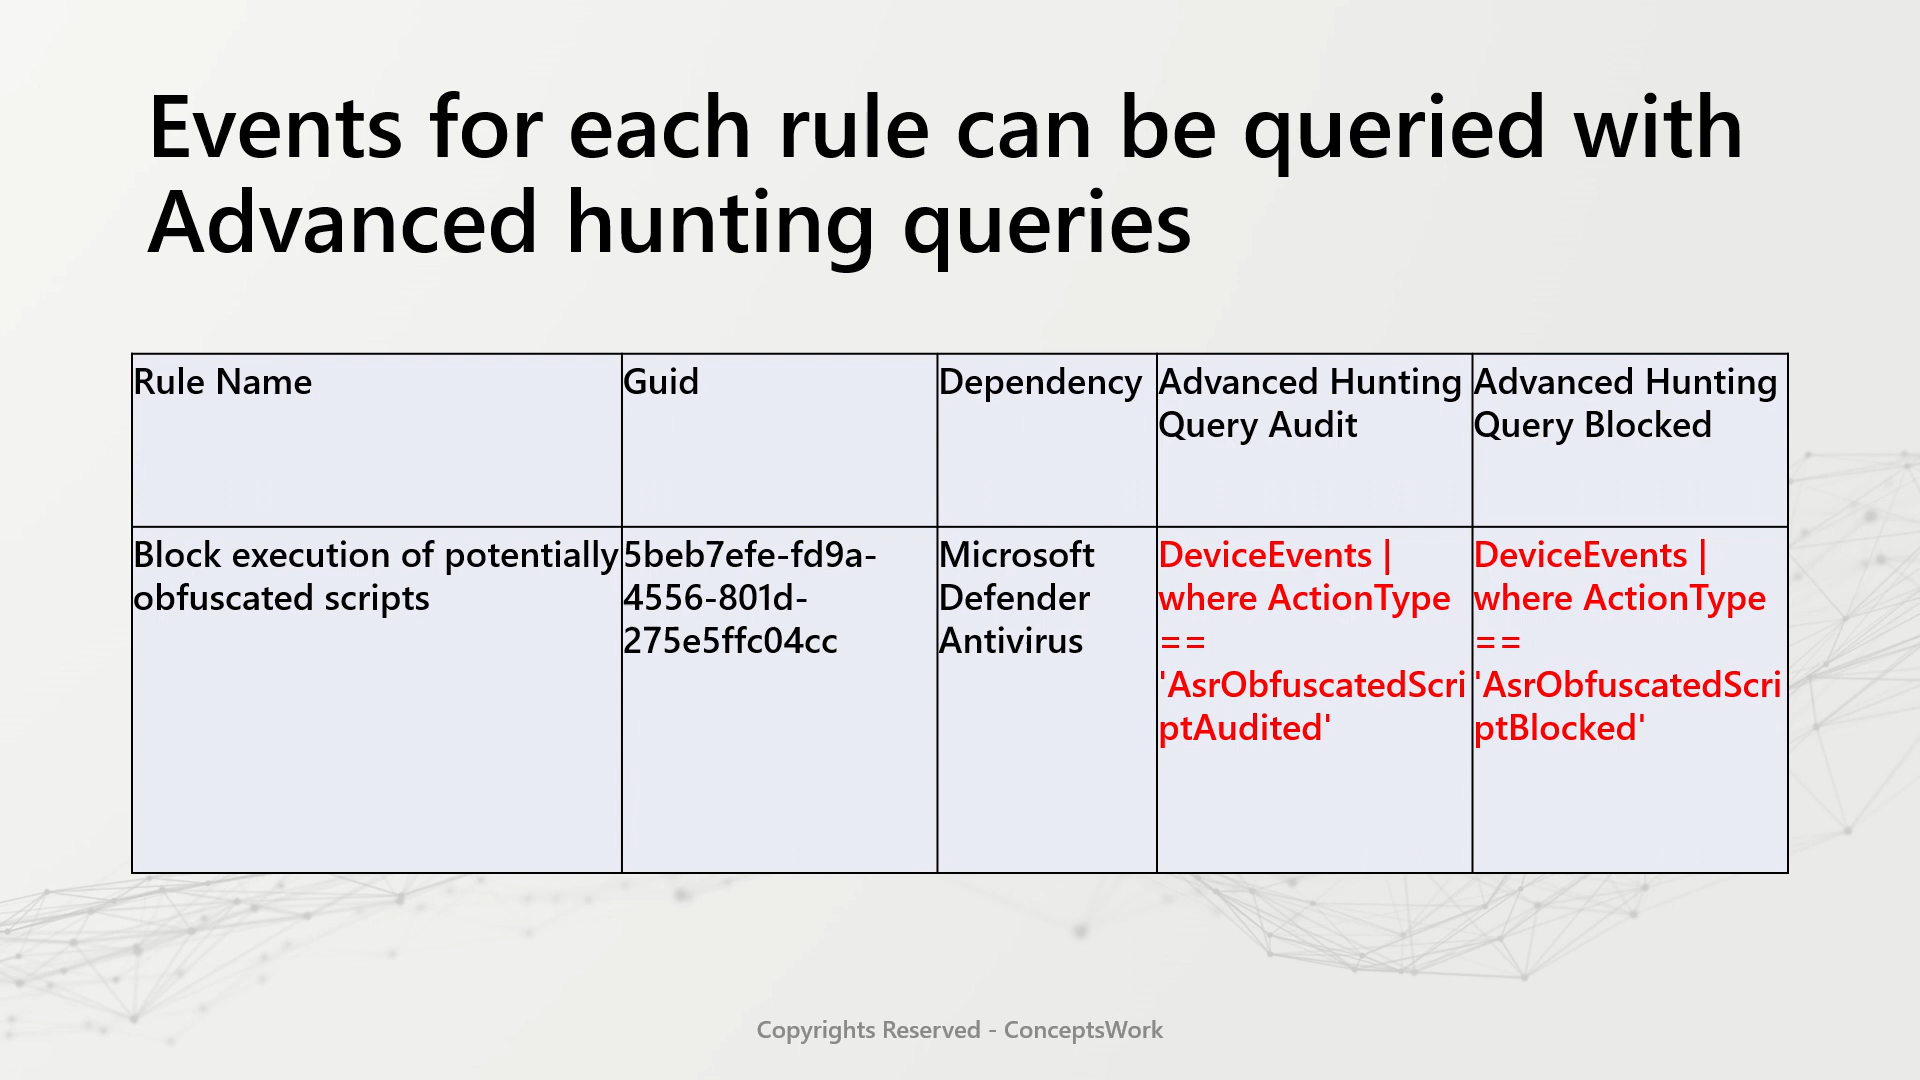 Events for each rule can be queried with
Advanced hunting queries
Rule Name
Guid
Dependency
Advanced Hunting
Query Audit
Advanced Hunting
Query Blocked
Block execution of potentially
obfuscated scripts
5beb7efe-fd9a-
4556-801d-
275e5ffc04cc
Microsoft
Defender
Antivirus
DeviceEvents |
where ActionType
==
'AsrObfuscatedScri
ptAudited'
DeviceEvents |
where ActionType
==
'AsrObfuscatedScri
ptBlocked'
Copyrights Reserved - ConceptsWork